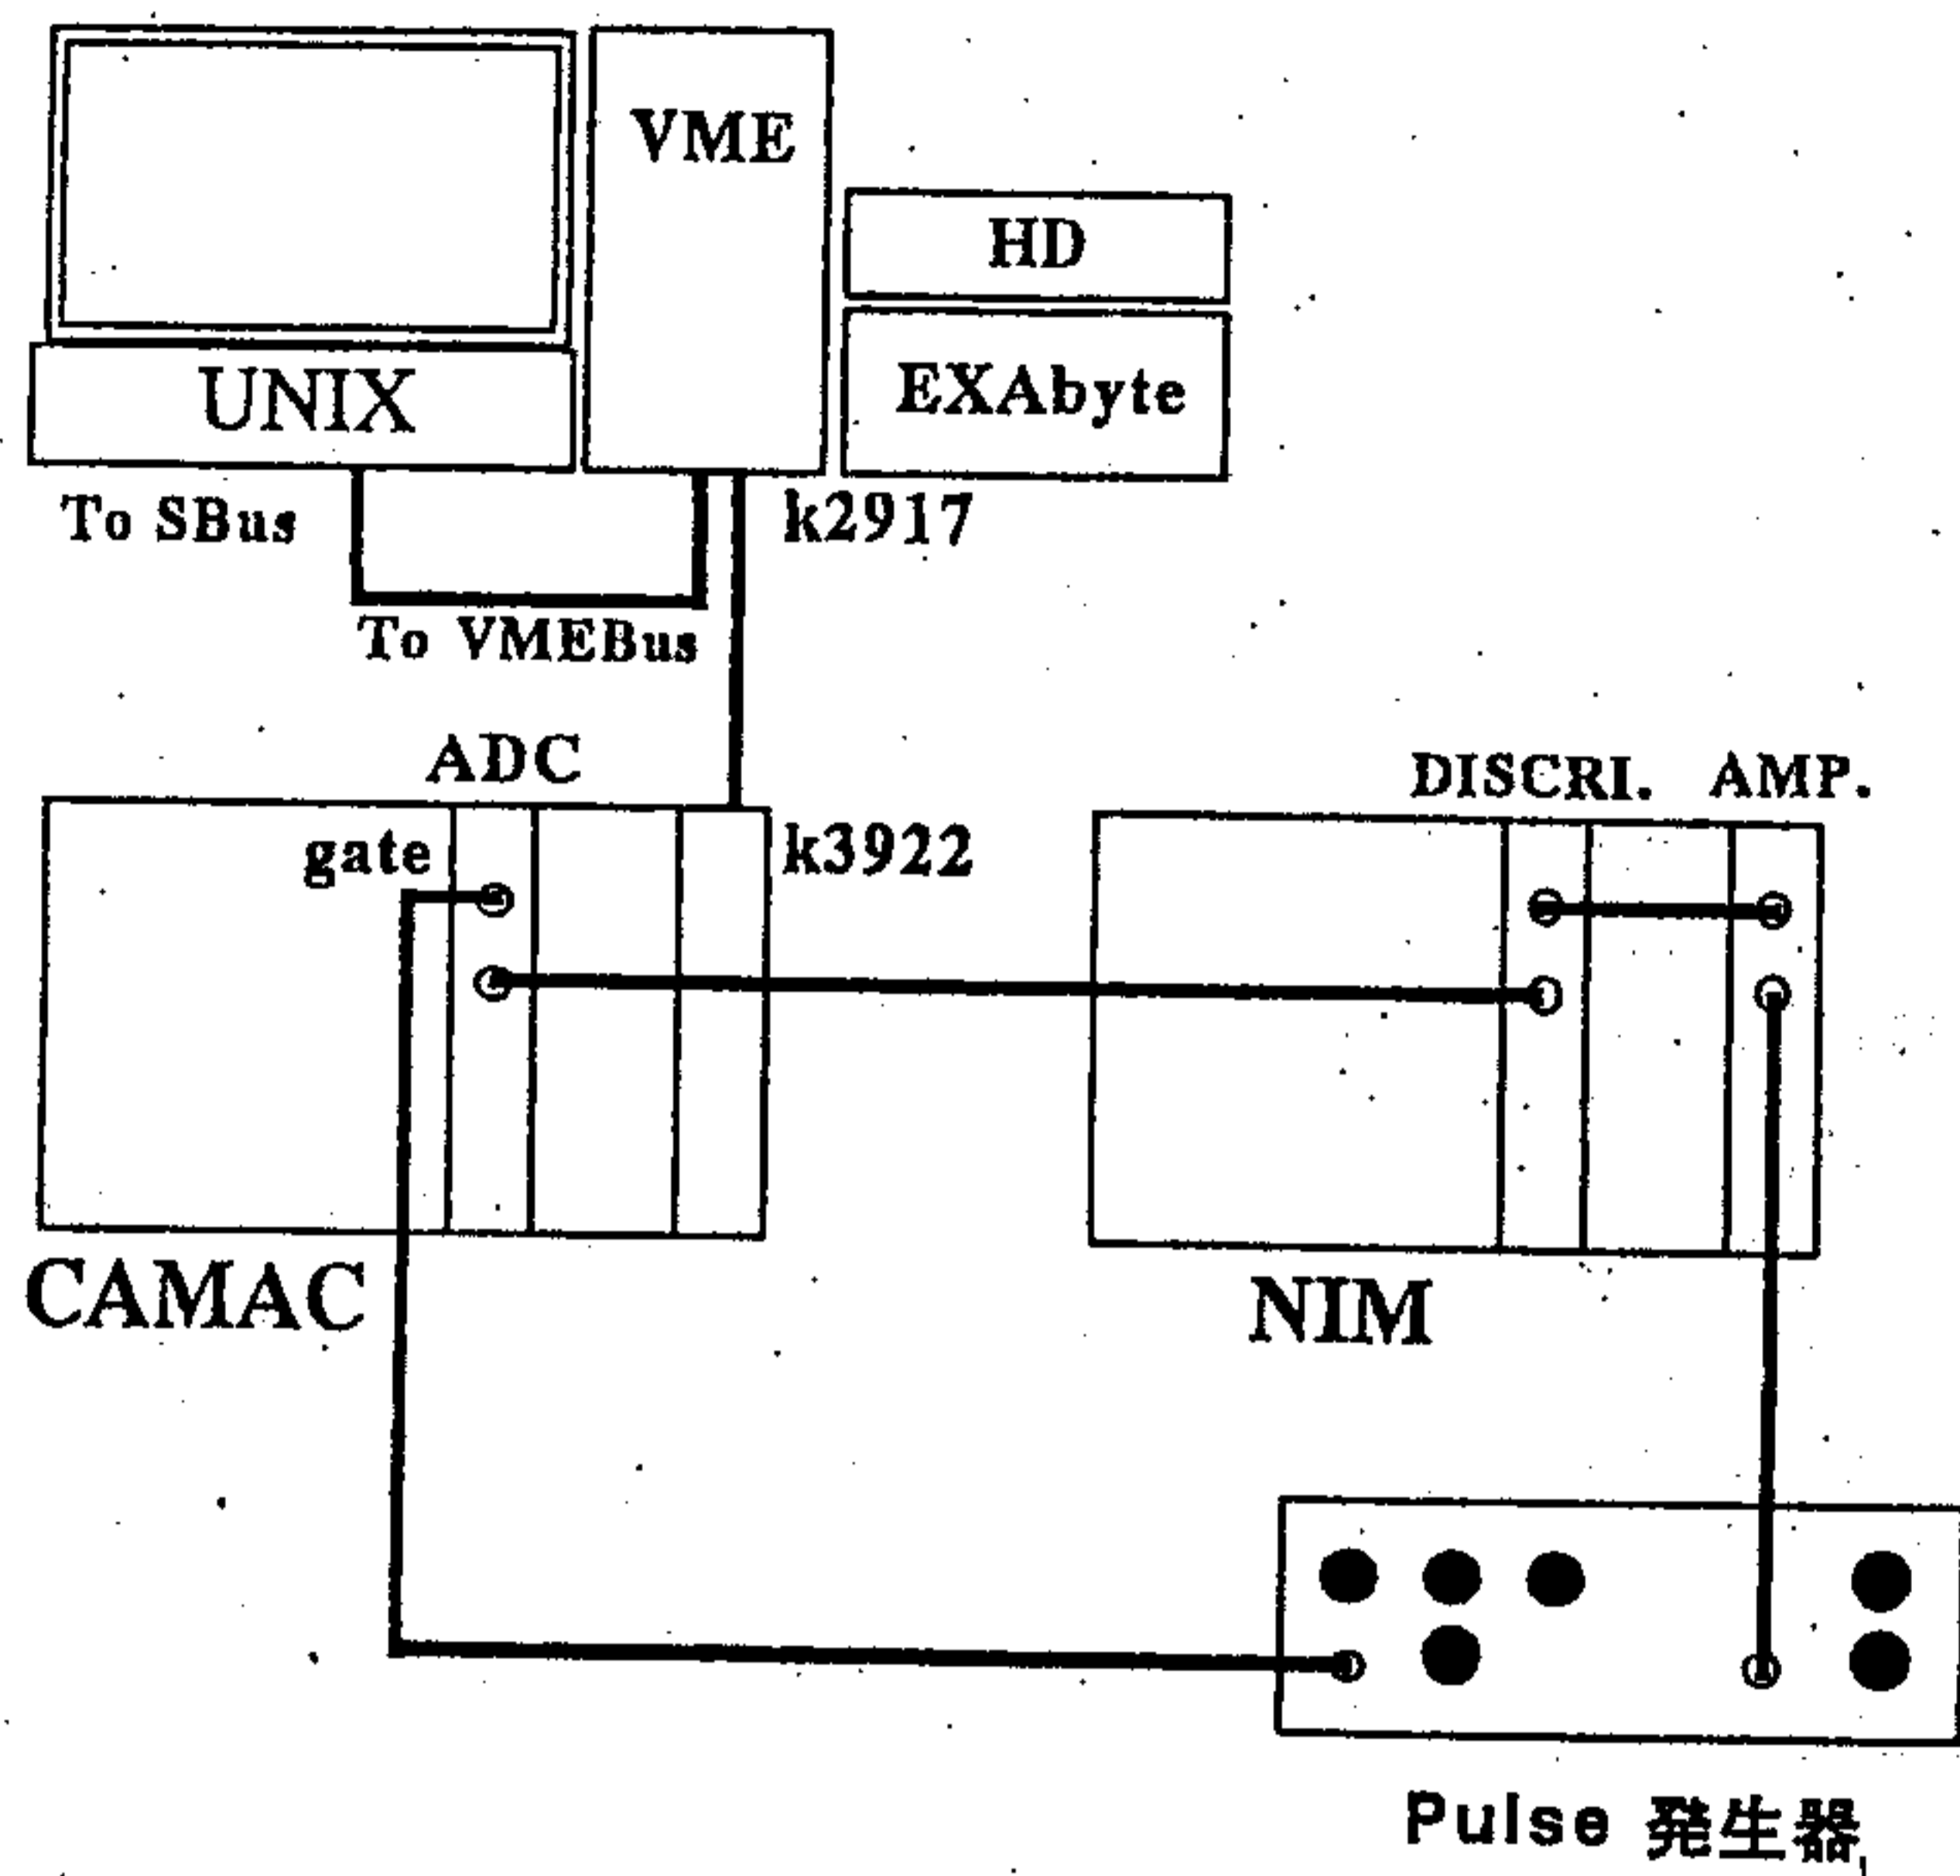 VME
HD
UNIX
EXAbyte
To SBus
k2917
To VMEBus
ADC
DISCRI.
AMP.
gate
k3922
CAMAC
NIM
Pulse 発生器